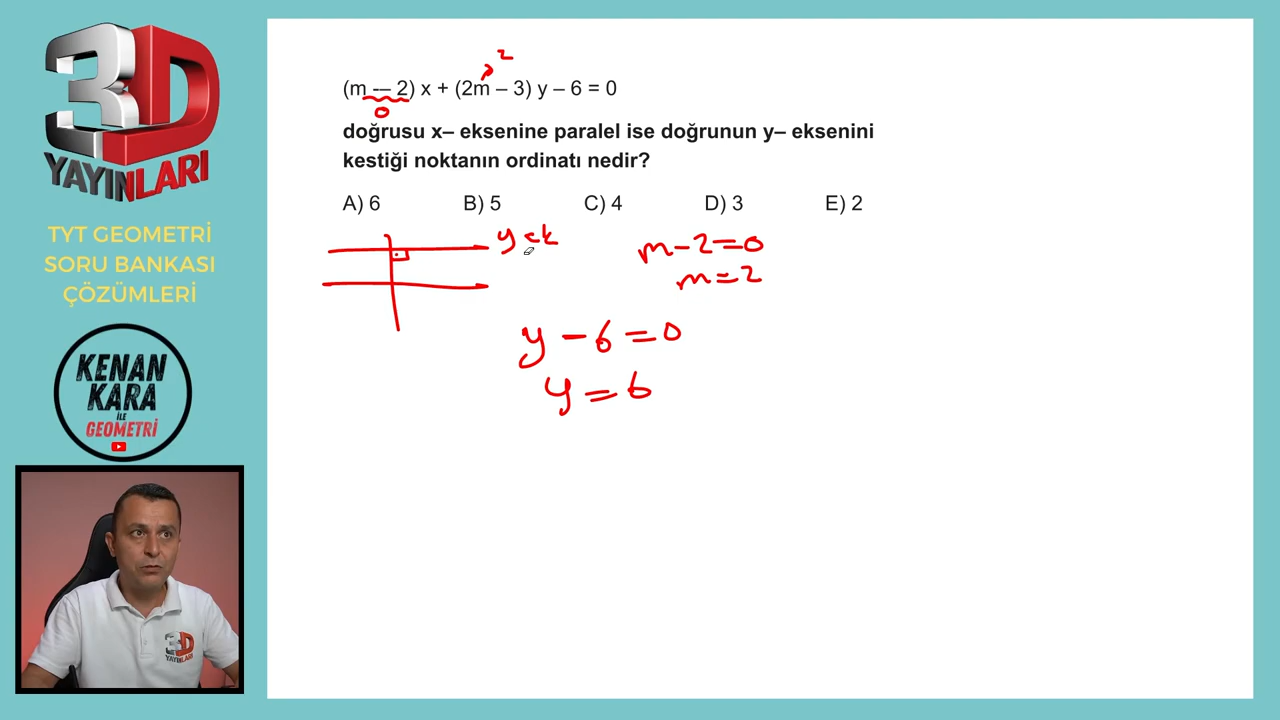 3D
YAYINLARI
TYT GEOMETRİ
SORU BANKASI
ÇÖZÜMLERİ
KENAN
KARA
İLE
GEOMETRİ
3D
YAYINLARI
2
(m -– 2) x + (2m – 3) y – 6 = 0
0
doğrusu x– eksenine paralel ise doğrunun y– eksenini
kestiği noktanın ordinatı nedir?
A) 6 B) 5 C) 4 D) 3 E) 2
y = k
m – 2 = 0
m = 2
y – 6 = 0
y = 6